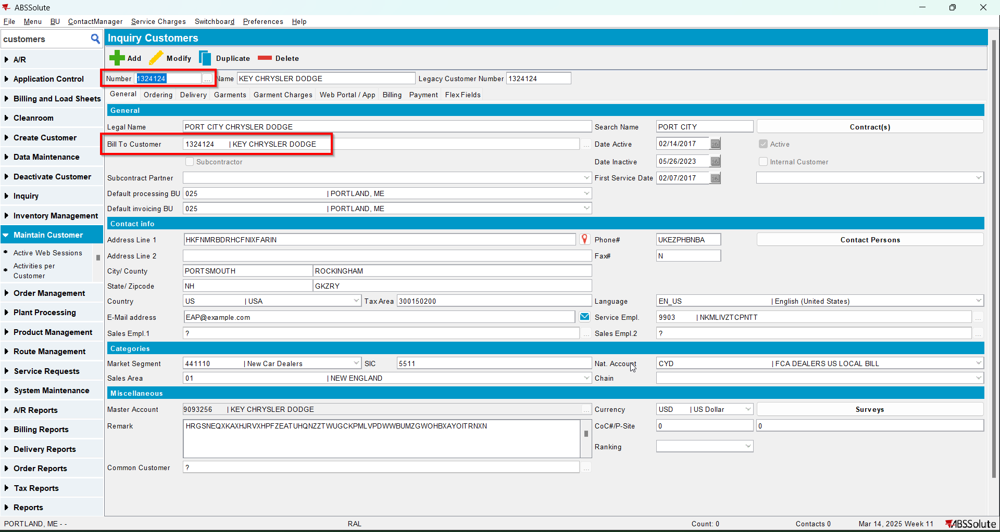 ABSSolute
File Menu BU ContactManager Service Charges Switchboard Preferences Help
customers
Inquiry Customers
Add Modify Duplicate Delete
Number 1324124 ... Name KEY CHRYSLER DODGE Legacy Customer Number 1324124
General Ordering Delivery Garments Garment Charges Web Portal / App Billing Payment Flex Fields
General
Legal Name PORT CITY CHRYSLER DODGE Search Name PORT CITY Contract(s)
Bill To Customer 1324124 | KEY CHRYSLER DODGE ... Date Active 02/14/2017 16 Active
Subcontractor Date Inactive 05/26/2023 16 Internal Customer
Subcontract Partner First Service Date 02/07/2017 16
Default processing BU 025 | PORTLAND, ME
Default invoicing BU 025 | PORTLAND, ME
Contact info
Address Line 1 HKFNMRBDRHCFNIXFARIN Phone# UKEZPHBNBA Contact Persons
Address Line 2 Fax# N
City/ County PORTSMOUTH ROCKINGHAM
State/ Zipcode NH GKZRY
Country US | USA Tax Area 300150200 Language EN_US | English (United States)
E-Mail address EAP@example.com Service Empl. 9903 | NKMLIVZTCPNTT ...
Sales Empl.1 ? ... Sales Empl.2 ? ...
Categories
Market Segment 441110 | New Car Dealers SIC 5511 Nat. Account CYD | FCA DEALERS US LOCAL BILL
Sales Area 01 | NEW ENGLAND Chain
Miscellaneous
Master Account 9093256 | KEY CHRYSLER DODGE ... Currency USD | US Dollar Surveys
Remark HRGSNEQXKAXHJRVXHPFZEATUHQNZZTWUGCKPMLVPDWWBUMZGWOHBXAYOITRNXN CoC#/P-Site 0 0
Ranking
Common Customer ? ...
A/R
Application Control
Billing and Load Sheets
Cleanroom
Create Customer
Data Maintenance
Deactivate Customer
Inquiry
Inventory Management
Maintain Customer
Active Web Sessions
Activities per
Customer
Order Management
Plant Processing
Product Management
Route Management
Service Requests
System Maintenance
A/R Reports
Billing Reports
Delivery Reports
Order Reports
Tax Reports
Reports
PORTLAND, ME - - RAL Count: 0 Contacts 0 Mar 14, 2025 Week 11 ABSSolute